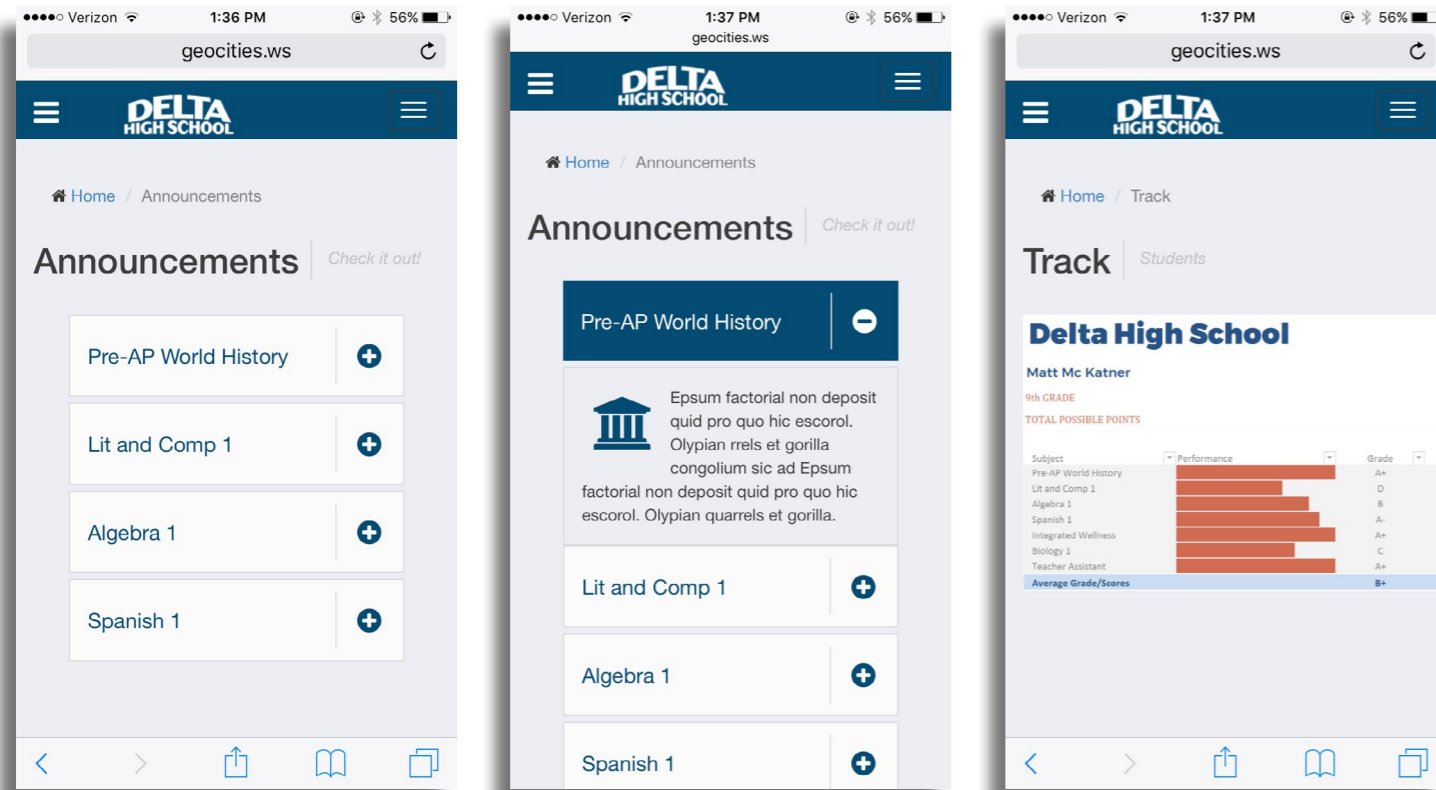 Verizon 1:36 PM 56%
geocities.ws
DELTA
HIGH SCHOOL
Home / Announcements
Announcements Check it out!
Pre-AP World History
Lit and Comp 1
Algebra 1
Spanish 1
Verizon 1:37 PM 56%
geocities.ws
DELTA
HIGH SCHOOL
Home / Announcements
Announcements Check it out!
Pre-AP World History
Epsum factorial non deposit
quid pro quo hic escorol.
Olypian rrels et gorilla
congolium sic ad Epsum
factorial non deposit quid pro quo hic
escorol. Olypian quarrels et gorilla.
Lit and Comp 1
Algebra 1
Spanish 1
Verizon 1:37 PM 56%
geocities.ws
DELTA
HIGH SCHOOL
Home / Track
Track Students
Delta High School
Matt Mc Katner
9th GRADE
TOTAL POSSIBLE POINTS
Subject Performance Grade
Pre-AP World History A+
Lit and Comp 1 D
Algebra 1 B
Spanish 1 A-
Integrated Wellness A+
Biology 1 C
Teacher Assistant A+
Average Grade/Scores B+